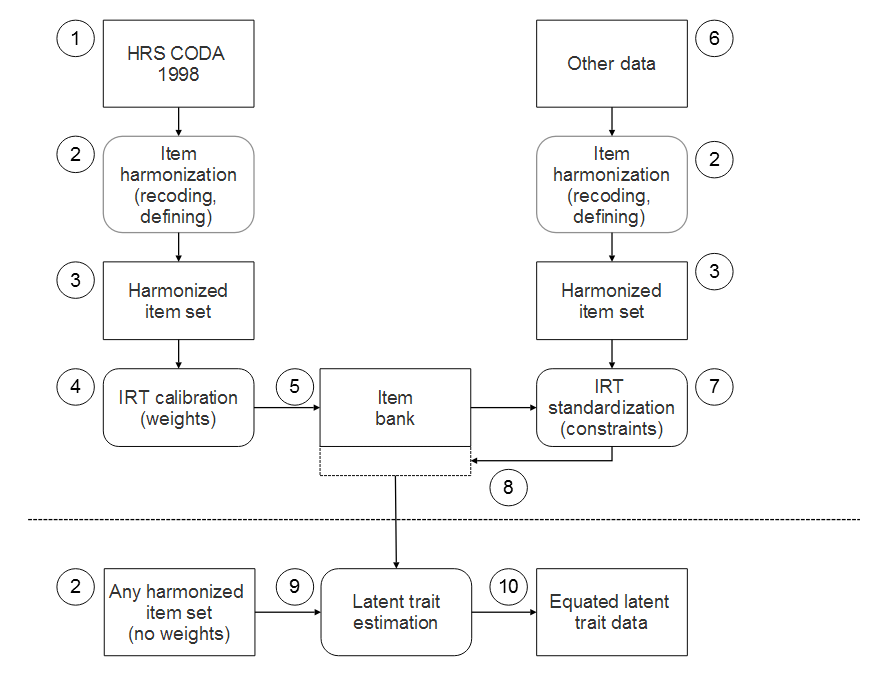 1
HRS CODA
1998
6
Other data
2
Item
harmonization
(recoding,
defining)
Item
harmonization
(recoding,
defining)
2
3
Harmonized
item set
Harmonized
item set
3
4
IRT calibration
(weights)
5
Item
bank
IRT
standardization
(constraints)
7
8
2
Any harmonized
item set
(no weights)
9
Latent trait
estimation
10
Equated latent
trait data